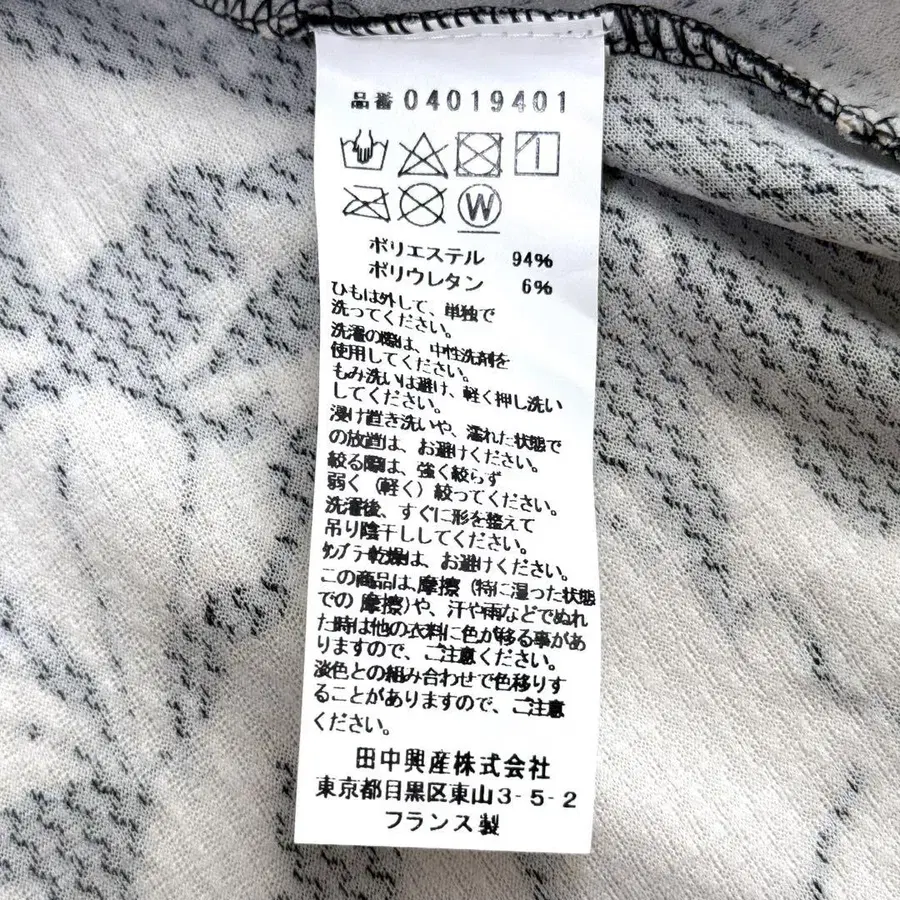 品番 04019401
W
ポリエステル 94%
ポリウレタン 6%
ひもは外して、単独で
洗ってください。
洗濯の際は、中性洗剤を
使用してください。
もみ洗いは避け、軽く押し洗い
してください。
浸け置き洗いや、濡れた状態で
の放置は、お避けください。
絞る際は、強く絞らず
弱く（軽く）絞ってください。
洗濯後、すぐに形を整えて
吊り陰干ししてください。
タンブラー乾燥は、お避けください。
この商品は、摩擦（特に湿った状態
での 摩擦)や、汗や雨などでぬれ
た時は他の衣料に色が移る事があ
りますので、ご注意ください。
淡色との組み合わせで色移りす
ることがありますので、ご注意
ください。
田中興産株式会社
東京都目黒区東山3-5-2
フランス製